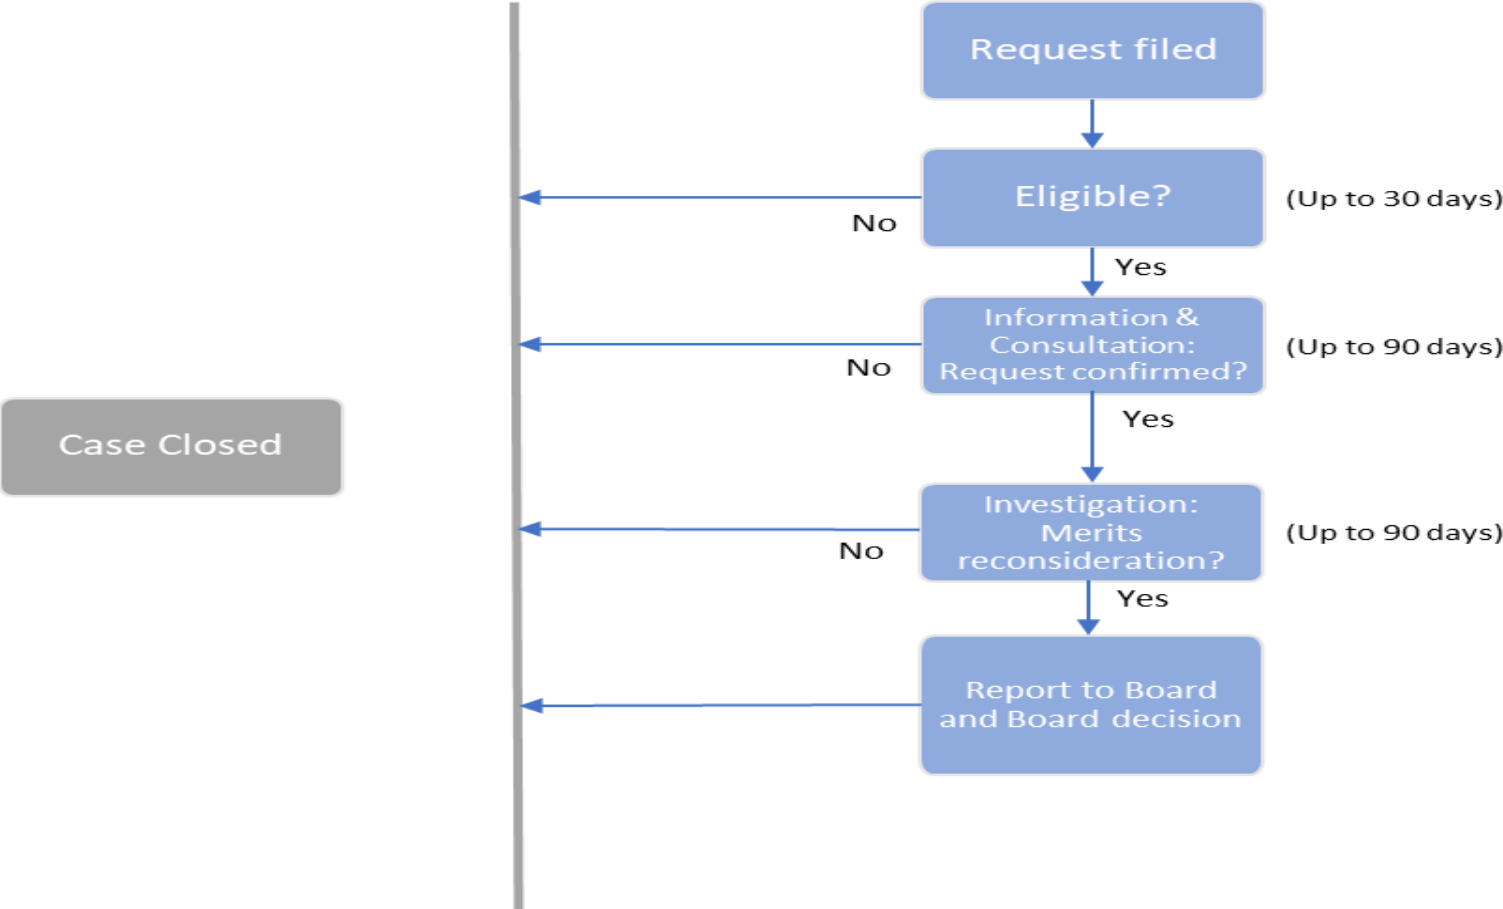 Request filed
Eligible?
(Up to 30 days)
No
Yes
Information &
Consultation:
Request confirmed?
(Up to 90 days)
No
Yes
Case Closed
Investigation:
Merits
reconsideration?
(Up to 90 days)
No
Yes
Report to Board
and Board decision